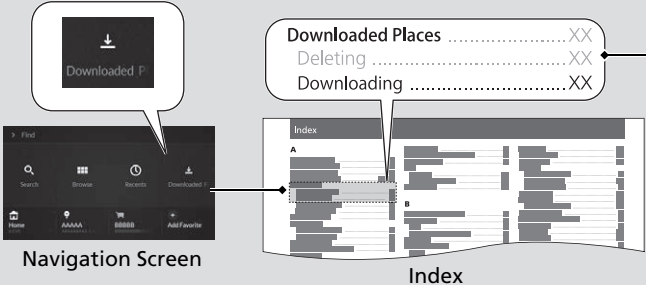 Downloaded P
Downloaded Places XX
Deleting XX
Downloading XX
Find
Search
Browse
Recents
Downloaded P
Home
AAAAA
BBBBB
Add Favorite
Navigation Screen
Index
A
B
Index